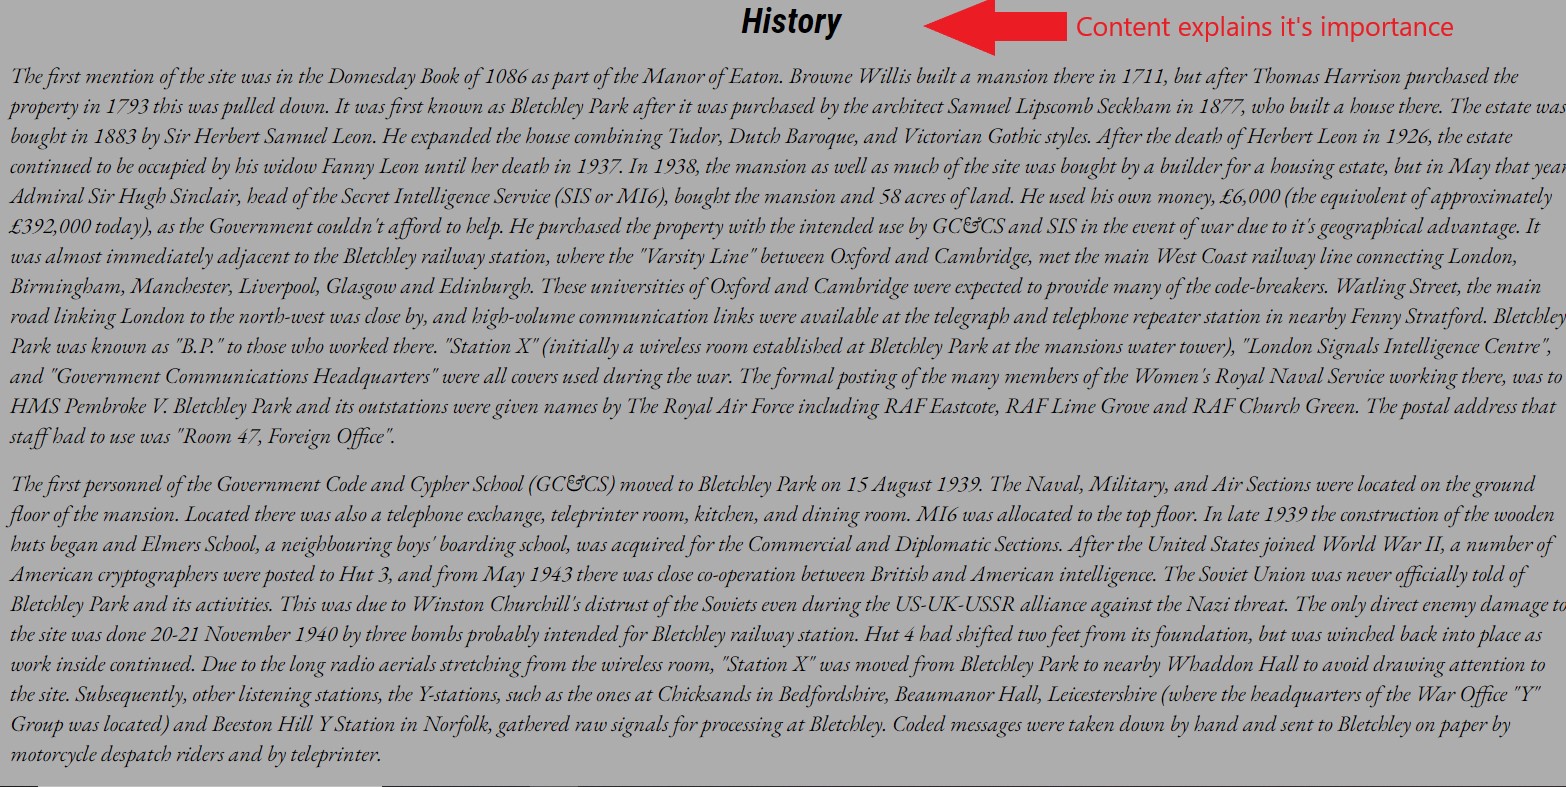 History
Content explains it's importance
The first mention of the site was in the Domesday Book of 1086 as part of the Manor of Eaton. Browne Willis built a mansion there in 1711, but after Thomas Harrison purchased the
property in 1793 this was pulled down. It was first known as Bletchley Park after it was purchased by the architect Samuel Lipscomb Seckham in 1877, who built a house there. The estate was
bought in 1883 by Sir Herbert Samuel Leon. He expanded the house combining Tudor, Dutch Baroque, and Victorian Gothic styles. After the death of Herbert Leon in 1926, the estate
continued to be occupied by his widow Fanny Leon until her death in 1937. In 1938, the mansion as well as much of the site was bought by a builder for a housing estate, but in May that year
Admiral Sir Hugh Sinclair, head of the Secret Intelligence Service (SIS or MI6), bought the mansion and 58 acres of land. He used his own money, £6,000 (the equivolent of approximately
£392,000 today), as the Government couldn't afford to help. He purchased the property with the intended use by GC&CS and SIS in the event of war due to it's geographical advantage. It
was almost immediately adjacent to the Bletchley railway station, where the "Varsity Line" between Oxford and Cambridge, met the main West Coast railway line connecting London,
Birmingham, Manchester, Liverpool, Glasgow and Edinburgh. These universities of Oxford and Cambridge were expected to provide many of the code-breakers. Watling Street, the main
road linking London to the north-west was close by, and high-volume communication links were available at the telegraph and telephone repeater station in nearby Fenny Stratford. Bletchley
Park was known as "B.P." to those who worked there. "Station X" (initially a wireless room established at Bletchley Park at the mansions water tower), "London Signals Intelligence Centre",
and "Government Communications Headquarters" were all covers used during the war. The formal posting of the many members of the Women's Royal Naval Service working there, was to
HMS Pembroke V. Bletchley Park and its outstations were given names by The Royal Air Force including RAF Eastcote, RAF Lime Grove and RAF Church Green. The postal address that
staff had to use was "Room 47, Foreign Office".
The first personnel of the Government Code and Cypher School (GC&CS) moved to Bletchley Park on 15 August 1939. The Naval, Military, and Air Sections were located on the ground
floor of the mansion. Located there was also a telephone exchange, teleprinter room, kitchen, and dining room. MI6 was allocated to the top floor. In late 1939 the construction of the wooden
huts began and Elmers School, a neighbouring boys' boarding school, was acquired for the Commercial and Diplomatic Sections. After the United States joined World War II, a number of
American cryptographers were posted to Hut 3, and from May 1943 there was close co-operation between British and American intelligence. The Soviet Union was never officially told of
Bletchley Park and its activities. This was due to Winston Churchill's distrust of the Soviets even during the US-UK-USSR alliance against the Nazi threat. The only direct enemy damage to
the site was done 20-21 November 1940 by three bombs probably intended for Bletchley railway station. Hut 4 had shifted two feet from its foundation, but was winched back into place as
work inside continued. Due to the long radio aerials stretching from the wireless room, "Station X" was moved from Bletchley Park to nearby Whaddon Hall to avoid drawing attention to
the site. Subsequently, other listening stations, the Y-stations, such as the ones at Chicksands in Bedfordshire, Beaumanor Hall, Leicestershire (where the headquarters of the War Office "Y"
Group was located) and Beeston Hill Y Station in Norfolk, gathered raw signals for processing at Bletchley. Coded messages were taken down by hand and sent to Bletchley on paper by
motorcycle despatch riders and by teleprinter.